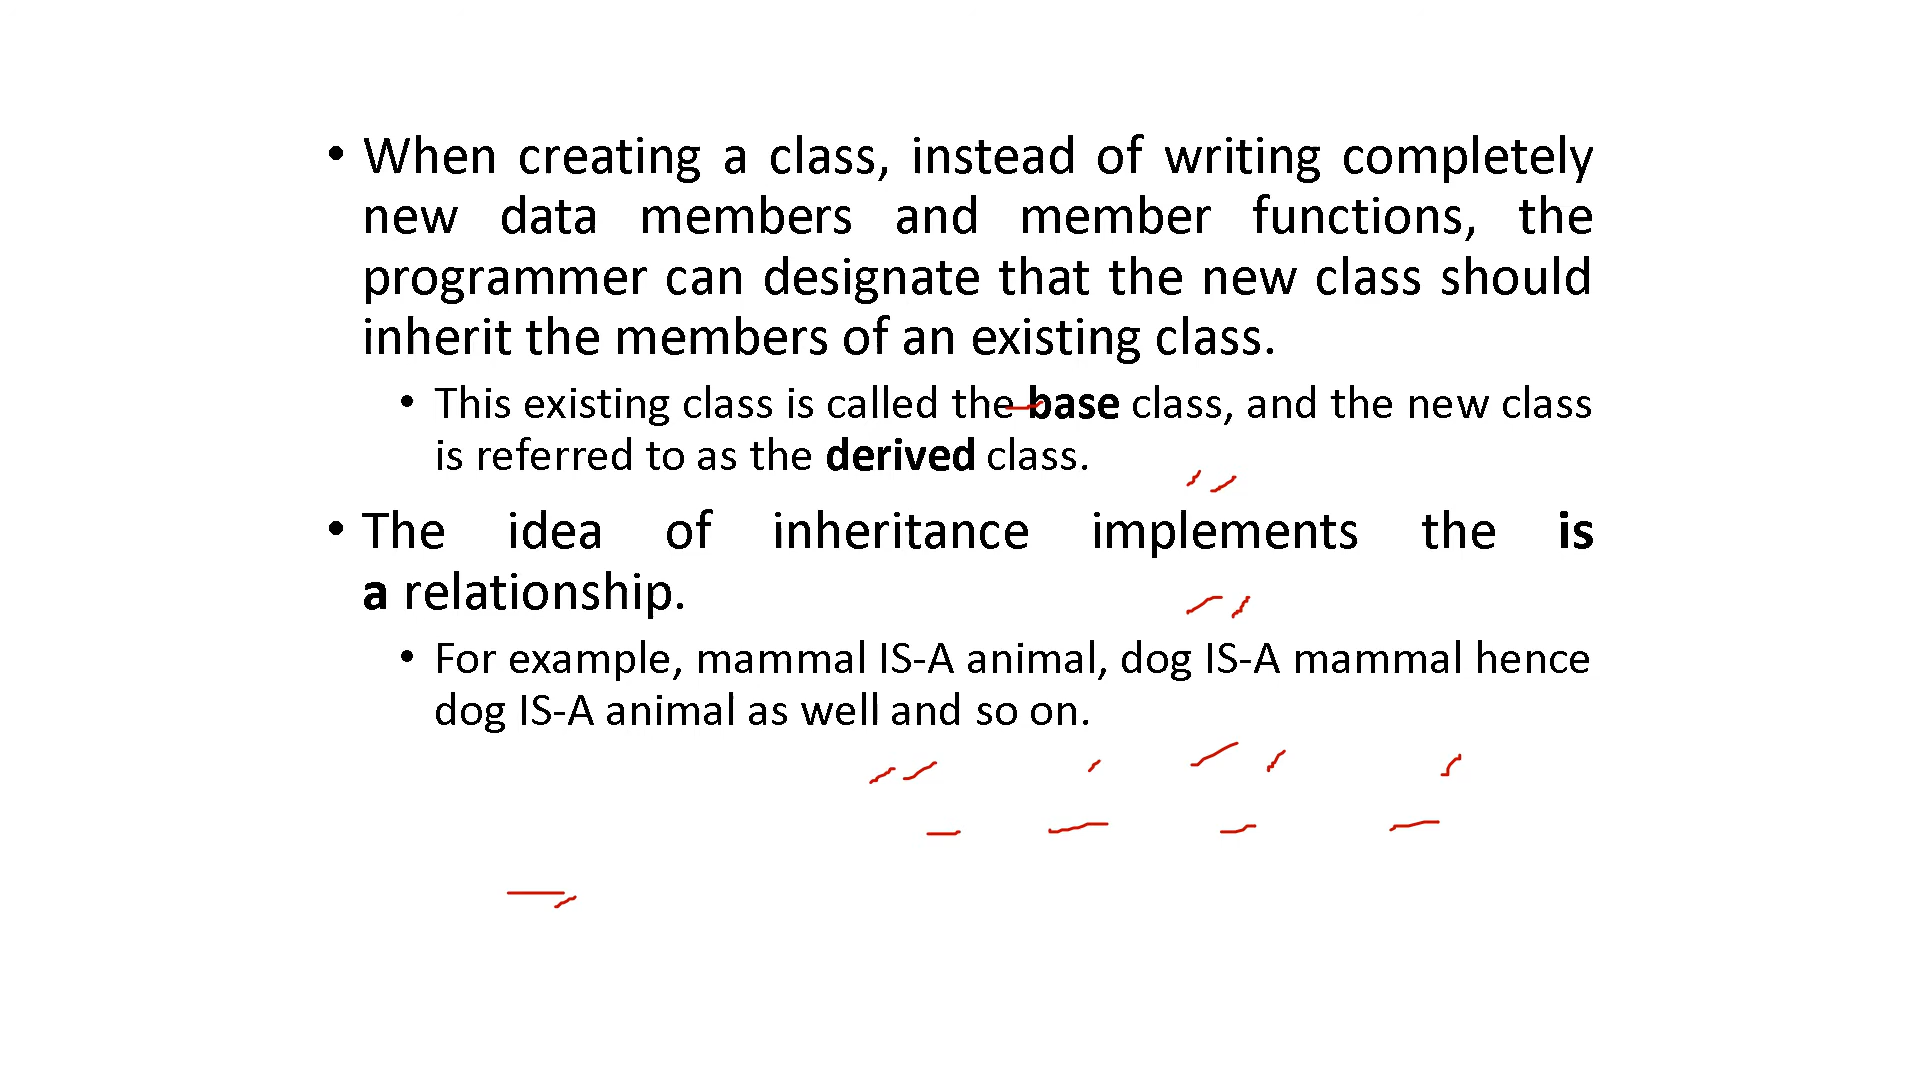 • When creating a class, instead of writing completely
new data members and member functions, the
programmer can designate that the new class should
inherit the members of an existing class.
• This existing class is called the base class, and the new class
is referred to as the derived class.
• The idea of inheritance implements the is
a relationship.
• For example, mammal IS-A animal, dog IS-A mammal hence
dog IS-A animal as well and so on.